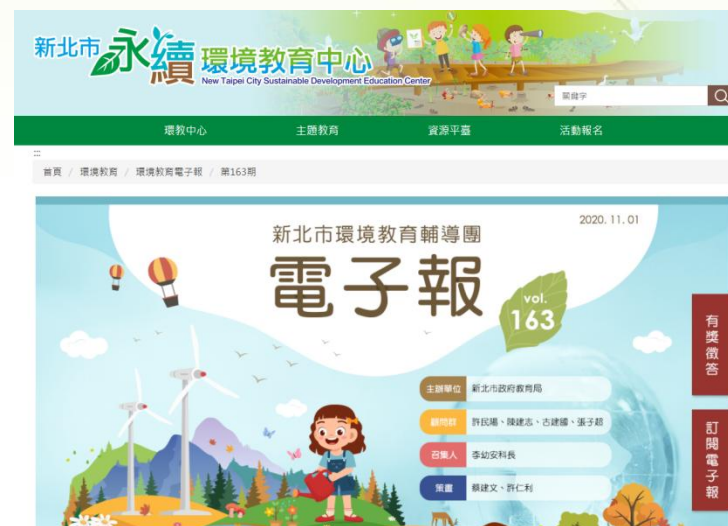 新北市永續環境教育中心
New Taipei City Sustainable Development Education Center
關鍵字
環教中心 主題教育 資源平臺 活動報名
:::
首頁 / 環境教育 / 環境教育電子報 / 第163期
2020.11.01
新北市環境教育輔導團
電子報
vol.
163
主辦單位 新北市政府教育局
顧問群 許民陽、陳建志、古建國、張子超
召集人 李幼安科長
策畫 蔡建文、許仁利
有獎徵答
訂閱電子報